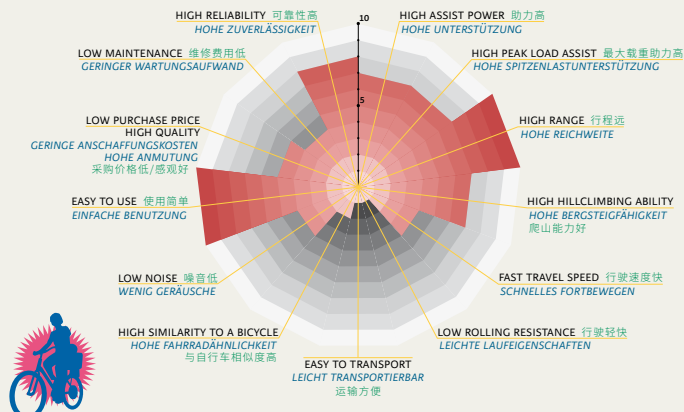 10
5
HIGH RELIABILITY 可靠性高
HOHE ZUVERLÄSSIGKEIT
HIGH ASSIST POWER 助力高
HOHE UNTERSTÜTZUNG
LOW MAINTENANCE 维修费用低
GERINGER WARTUNGSAUFWAND
HIGH PEAK LOAD ASSIST 最大载重助力高
HOHE SPITZENLASTUNTERSTÜTZUNG
LOW PURCHASE PRICE
HIGH QUALITY
GERINGE ANSCHAFFUNGSKOSTEN
HOHE ANMUTUNG
采购价格低/感观好
HIGH RANGE 行程远
HOHE REICHWEITE
EASY TO USE 使用简单
EINFACHE BENUTZUNG
HIGH HILLCLIMBING ABILITY
HOHE BERGSTEIGFÄHIGKEIT
爬山能力好
LOW NOISE 噪音低
WENIG GERÄUSCHE
FAST TRAVEL SPEED 行驶速度快
SCHNELLES FORTBEWEGEN
HIGH SIMILARITY TO A BICYCLE
HOHE FAHRRADÄHNLICHKEIT
与自行车相似度高
LOW ROLLING RESISTANCE 行驶轻快
LEICHTE LAUFEIGENSCHAFTEN
EASY TO TRANSPORT
LEICHT TRANSPORTIERBAR
运输方便